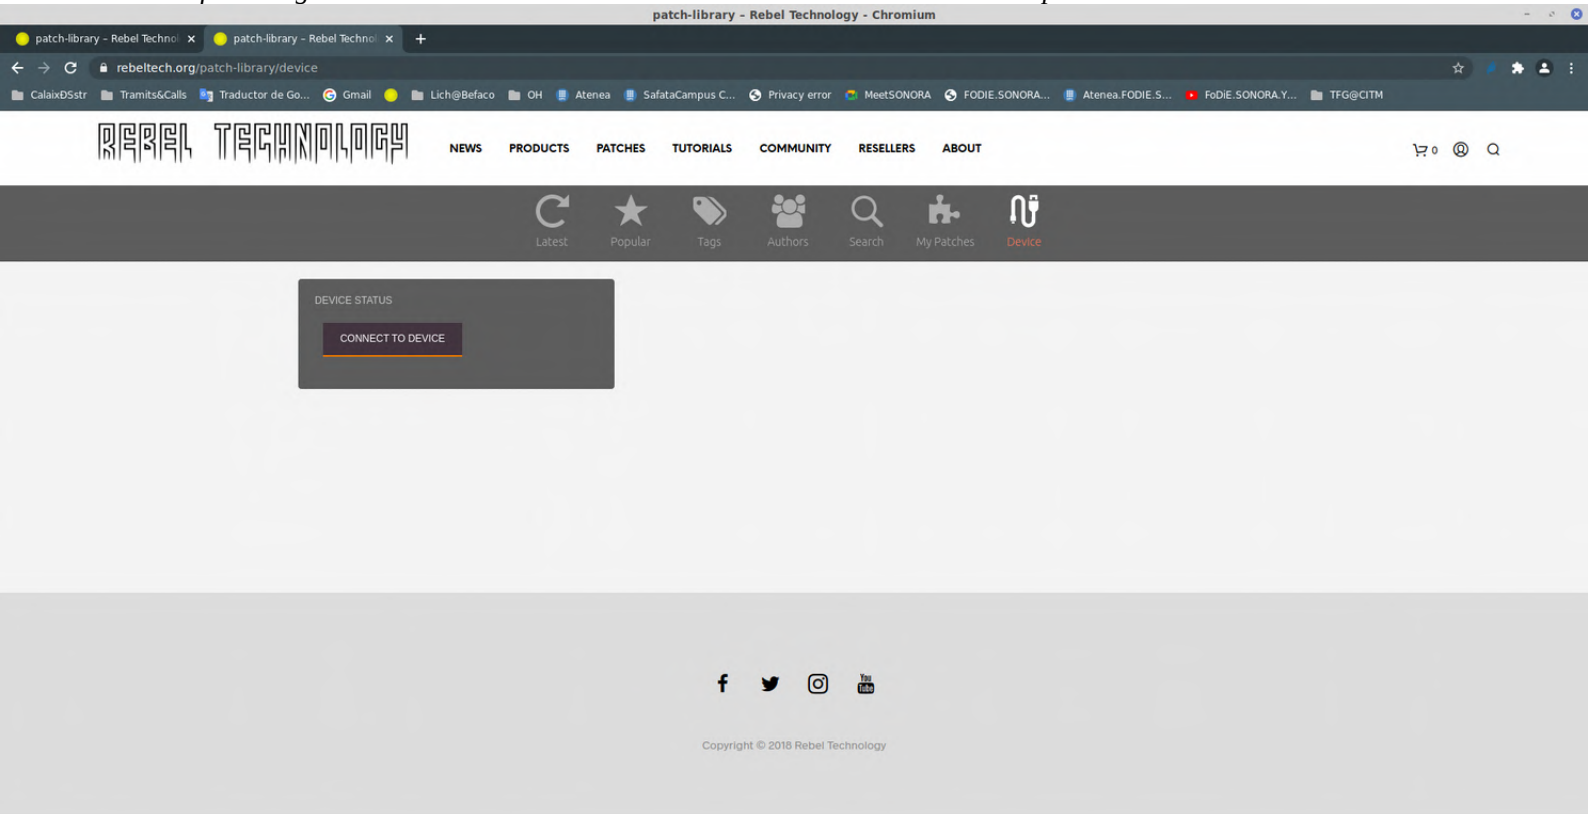 patch-library – Rebel Technology - Chromium
patch-library – Rebel Technol patch-library – Rebel Technol
rebeltech.org/patch-library/device
CalaixÐSstr Tramits&Calls Traductor de Go... Gmail Lich@Befaco OH Atenea SafataCampus C... Privacy error MeetSONORA FODIE.SONORA... Atenea.FODIE.S... FoDiE.SONORA.Y... TFG@CITM
REBEL TECHNOLOGY NEWS PRODUCTS PATCHES TUTORIALS COMMUNITY RESELLERS ABOUT 0
Latest Popular Tags Authors Search My Patches Device
DEVICE STATUS
CONNECT TO DEVICE
You Tube
Copyright © 2018 Rebel Technology